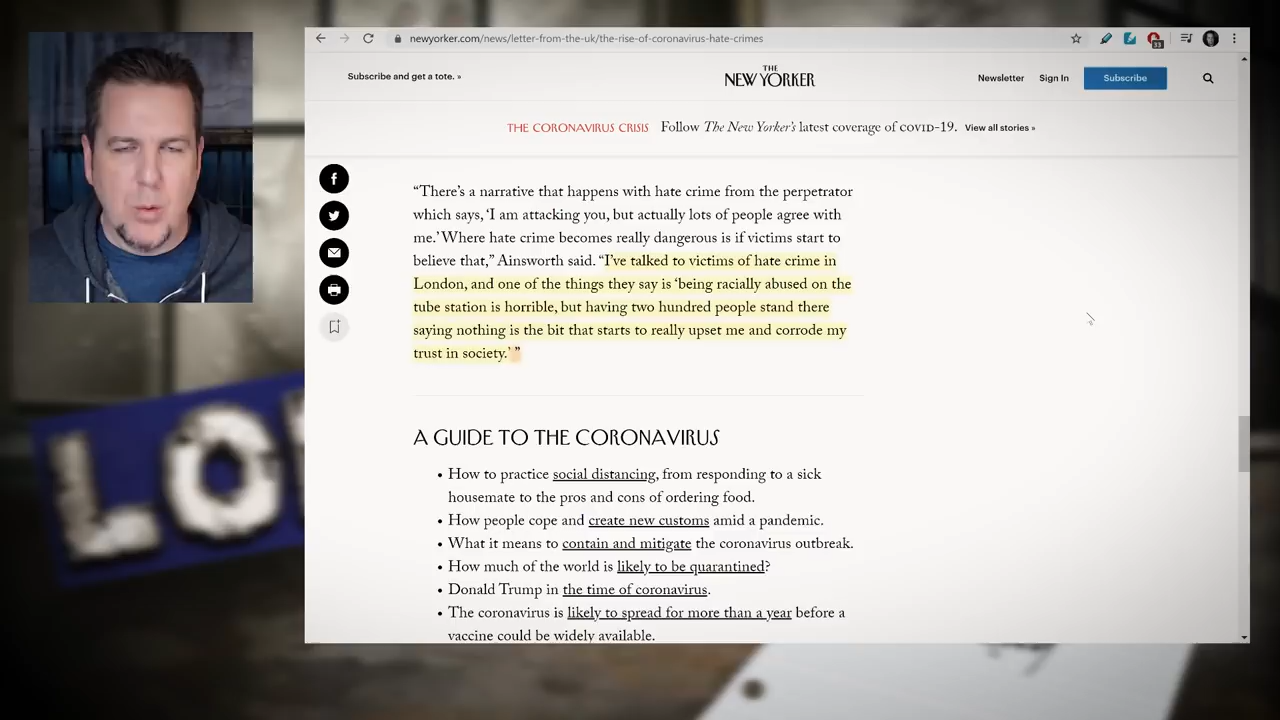 newyorker.com/news/letter-from-the-uk/the-rise-of-coronavirus-hate-crimes
33
Subscribe and get a tote. »
THE
NEW YORKER
Newsletter
Sign In
Subscribe
THE CORONAVIRUS CRISIS Follow The New Yorker's latest coverage of COVID-19. View all stories »
“There’s a narrative that happens with hate crime from the perpetrator
which says, ‘I am attacking you, but actually lots of people agree with
me.’ Where hate crime becomes really dangerous is if victims start to
believe that,” Ainsworth said. “I’ve talked to victims of hate crime in
London, and one of the things they say is ‘being racially abused on the
tube station is horrible, but having two hundred people stand there
saying nothing is the bit that starts to really upset me and corrode my
trust in society.’ ”
A GUIDE TO THE CORONAVIRUS
• How to practice social distancing, from responding to a sick
housemate to the pros and cons of ordering food.
• How people cope and create new customs amid a pandemic.
• What it means to contain and mitigate the coronavirus outbreak.
• How much of the world is likely to be quarantined?
• Donald Trump in the time of coronavirus.
• The coronavirus is likely to spread for more than a year before a
vaccine could be widely available.
LO